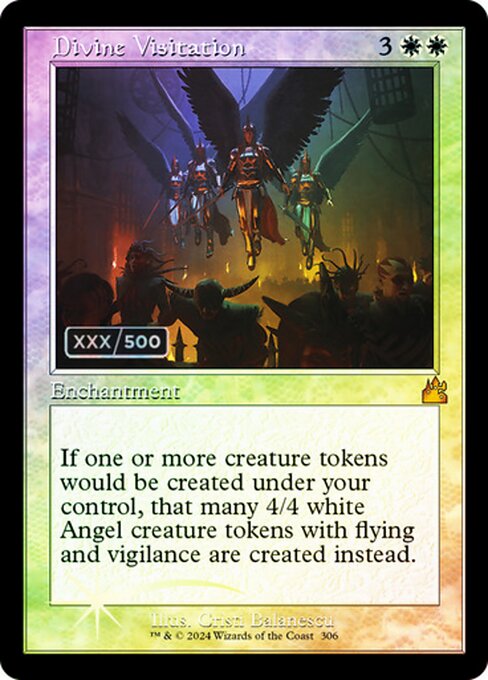 Divine Visitation 3
XXX/500
Enchantment
If one or more creature tokens
would be created under your
control, that many 4/4 white
Angel creature tokens with flying
and vigilance are created instead.
Illus. Cristi Balanescu
™ & © 2024 Wizards of the Coast 306